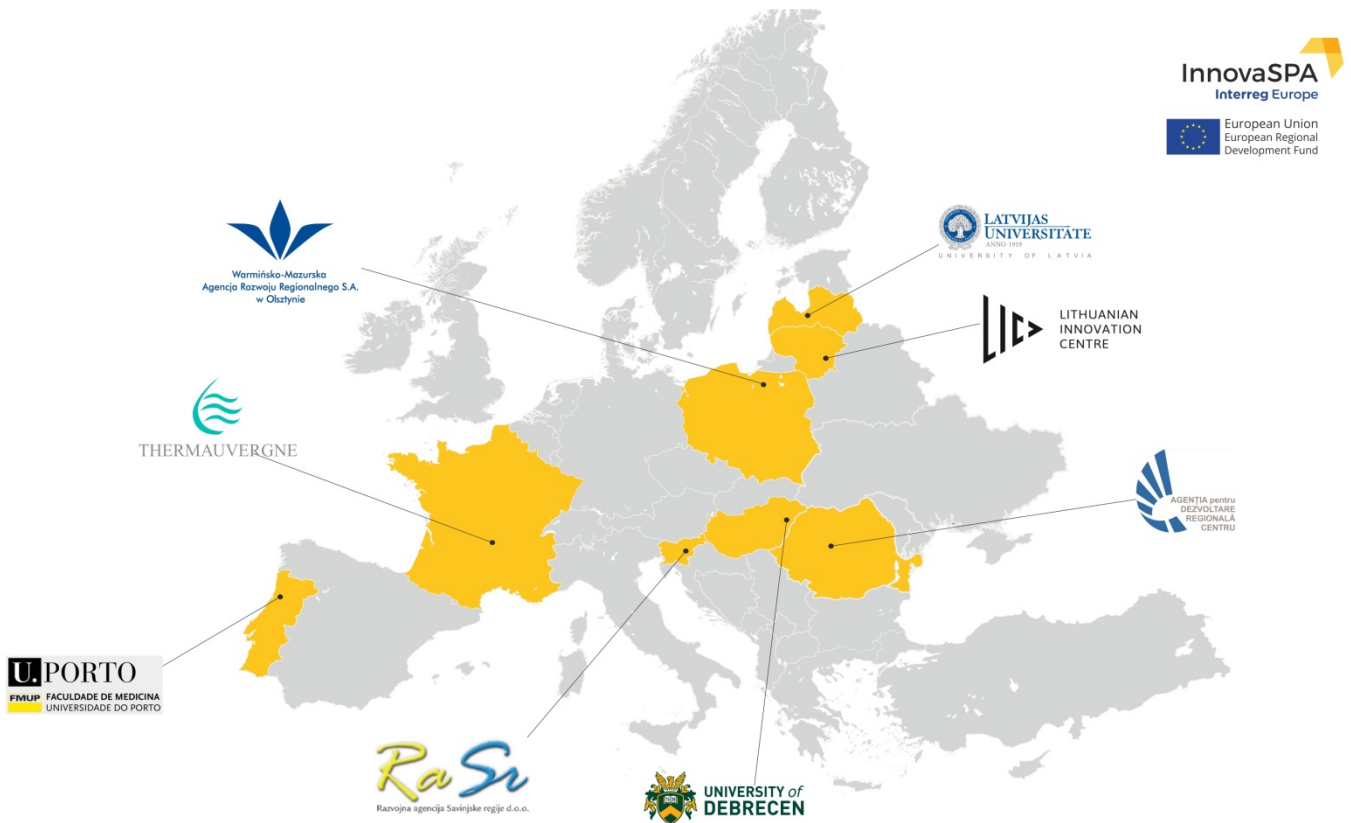 InnovaSPA
Interreg Europe
European Union
European Regional
Development Fund
Warmińsko-Mazurska
Agencja Rozwoju Regionalnego S.A.
w Olsztynie
LATVIJAS
UNIVERSITĀTE
ANNO 1919
UNIVERSITY OF LATVIA
LITHUANIAN
INNOVATION
CENTRE
THERMAUVERGNE
AGENȚIA pentru
DEZVOLTARE
REGIONALĂ
CENTRU
U.PORTO
FMUP FACULDADE DE MEDICINA
UNIVERSIDADE DO PORTO
RaSr
Razvojna agencija Savinjske regije d.o.o.
UNIVERSITY of
DEBRECEN